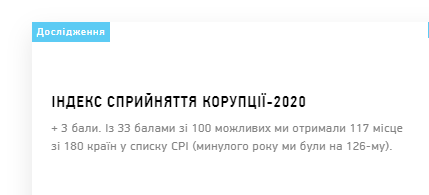 Дослідження
ІНДЕКС СПРИЙНЯТТЯ КОРУПЦІЇ-2020
+ 3 бали. Із 33 балами зі 100 можливих ми отримали 117 місце
зі 180 країн у списку СРІ (минулого року ми були на 126-му).